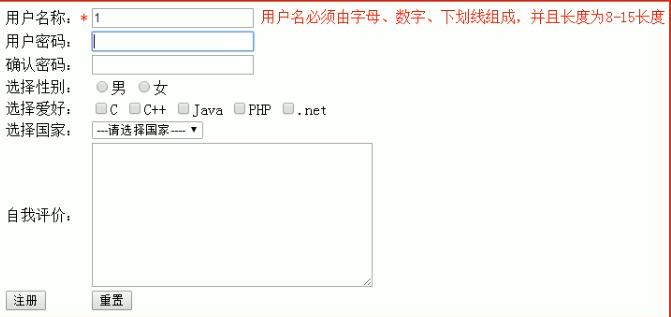 用户名称：* 1 用户名必须由字母、数字、下划线组成，并且长度为8-15长度
用户密码：
确认密码：
选择性别： 男 女
选择爱好： C C++ Java PHP .net
选择国家： ---请选择国家----
自我评价：
注册 重置